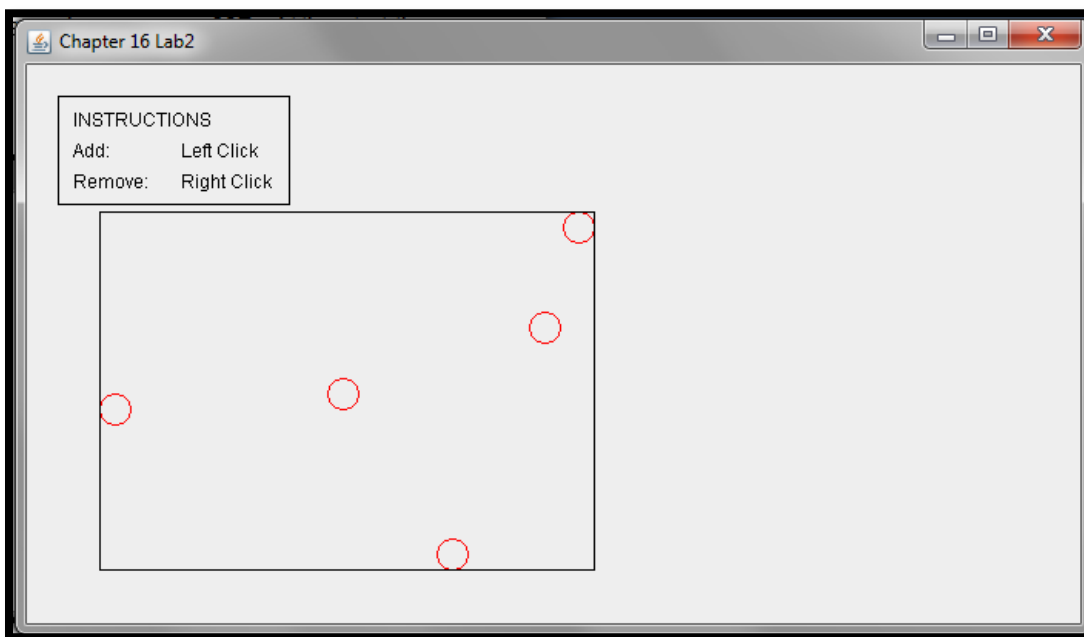 Chapter 16 Lab2
INSTRUCTIONS
Add: Left Click
Remove: Right Click